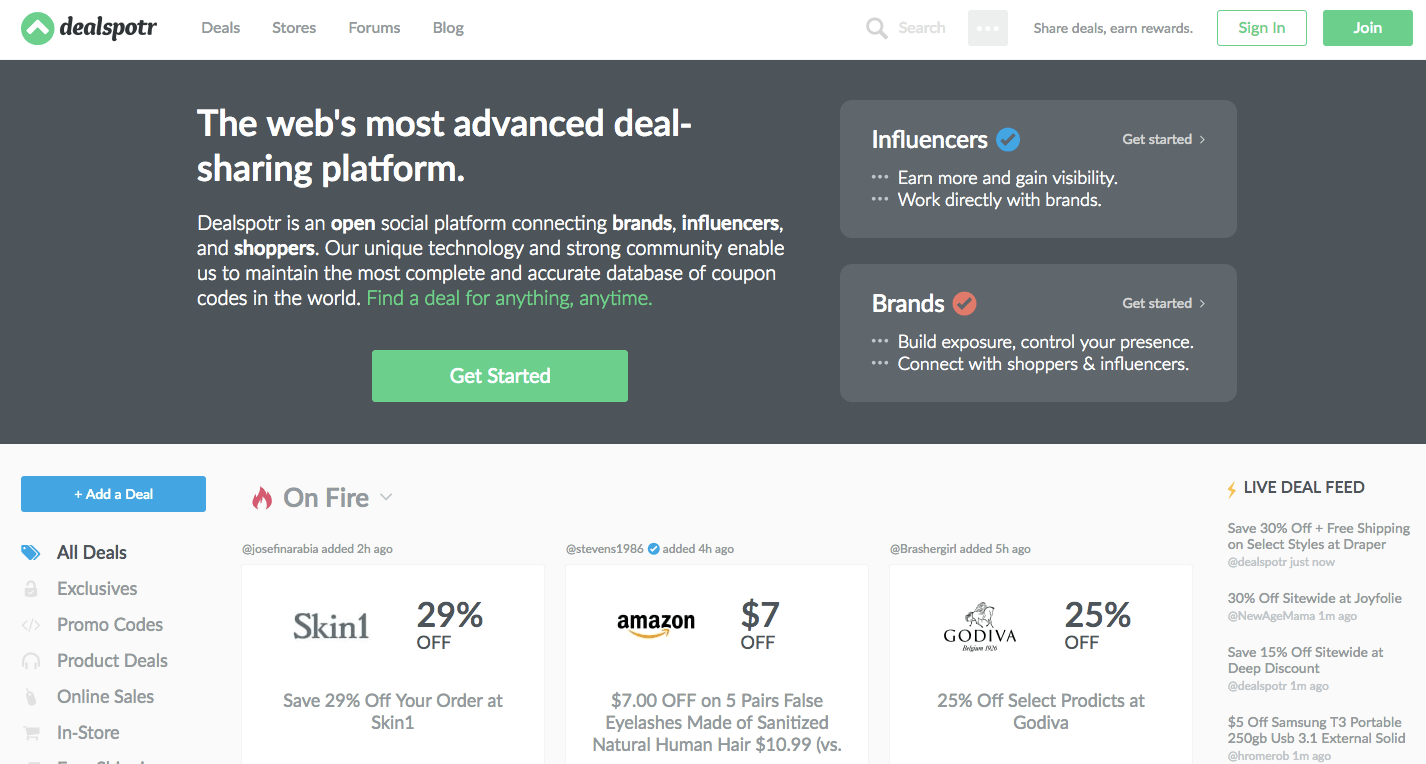 dealspotr
Deals
Stores
Forums
Blog
Search
Share deals, earn rewards.
Sign In
Join
The web's most advanced deal-
sharing platform.
Dealspotr is an open social platform connecting brands, influencers,
and shoppers. Our unique technology and strong community enable
us to maintain the most complete and accurate database of coupon
codes in the world. Find a deal for anything, anytime.
Get Started
Influencers
Get started
Earn more and gain visibility.
Work directly with brands.
Brands
Get started
Build exposure, control your presence.
Connect with shoppers & influencers.
+ Add a Deal
All Deals
Exclusives
Promo Codes
Product Deals
Online Sales
In-Store
On Fire
@josefinarabia added 2h ago
Skin1
29%
OFF
Save 29% Off Your Order at
Skin1
@stevens1986 added 4h ago
amazon
$7
OFF
$7.00 OFF on 5 Pairs False
Eyelashes Made of Sanitized
Natural Human Hair $10.99 (vs.
@Brashergirl added 5h ago
GODIVA
Belgium 1926
25%
OFF
25% Off Select Prodicts at
Godiva
LIVE DEAL FEED
Save 30% Off + Free Shipping
on Select Styles at Draper
@dealspotr just now
30% Off Sitewide at Joyfolie
@NewAgeMama 1m ago
Save 15% Off Sitewide at
Deep Discount
@dealspotr 1m ago
$5 Off Samsung T3 Portable
250gb Usb 3.1 External Solid
@hromerob 1m ago